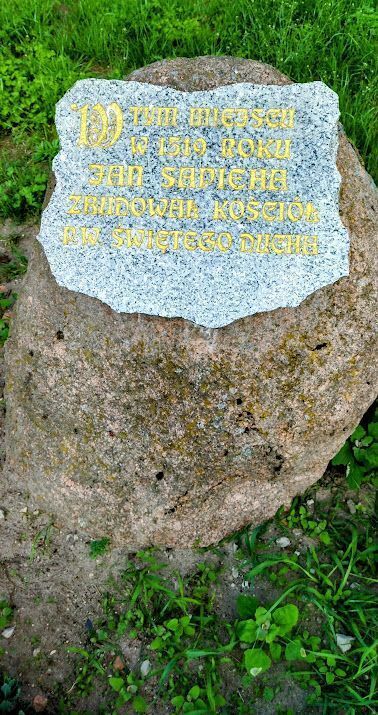 W TYM MIEJSCU
W 1519 ROKU
JAN SAPIEHA
ZBUDOWAŁ KOŚCIÓŁ
P.W. ŚWIĘTEGO DUCHA